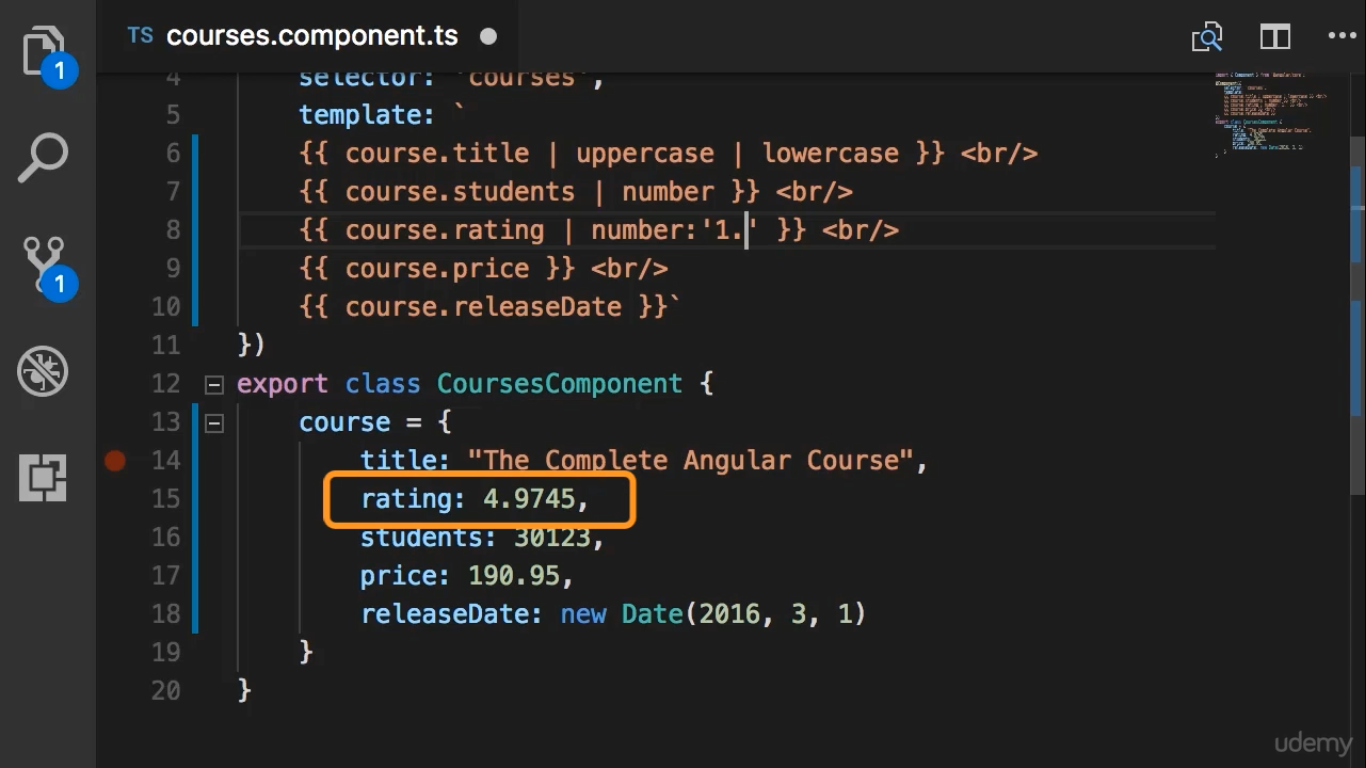 1
TS courses.component.ts
4 selector: `courses`,
5 template: `
6 {{ course.title | uppercase | lowercase }} <br/>
7 {{ course.students | number }} <br/>
8 {{ course.rating | number:'1.' }} <br/>
9 {{ course.price }} <br/>
10 {{ course.releaseDate }}`
11 })
12 export class CoursesComponent {
13 course = {
14 title: "The Complete Angular Course",
15 rating: 4.9745,
16 students: 30123,
17 price: 190.95,
18 releaseDate: new Date(2016, 3, 1)
19 }
20 }
1
udemy